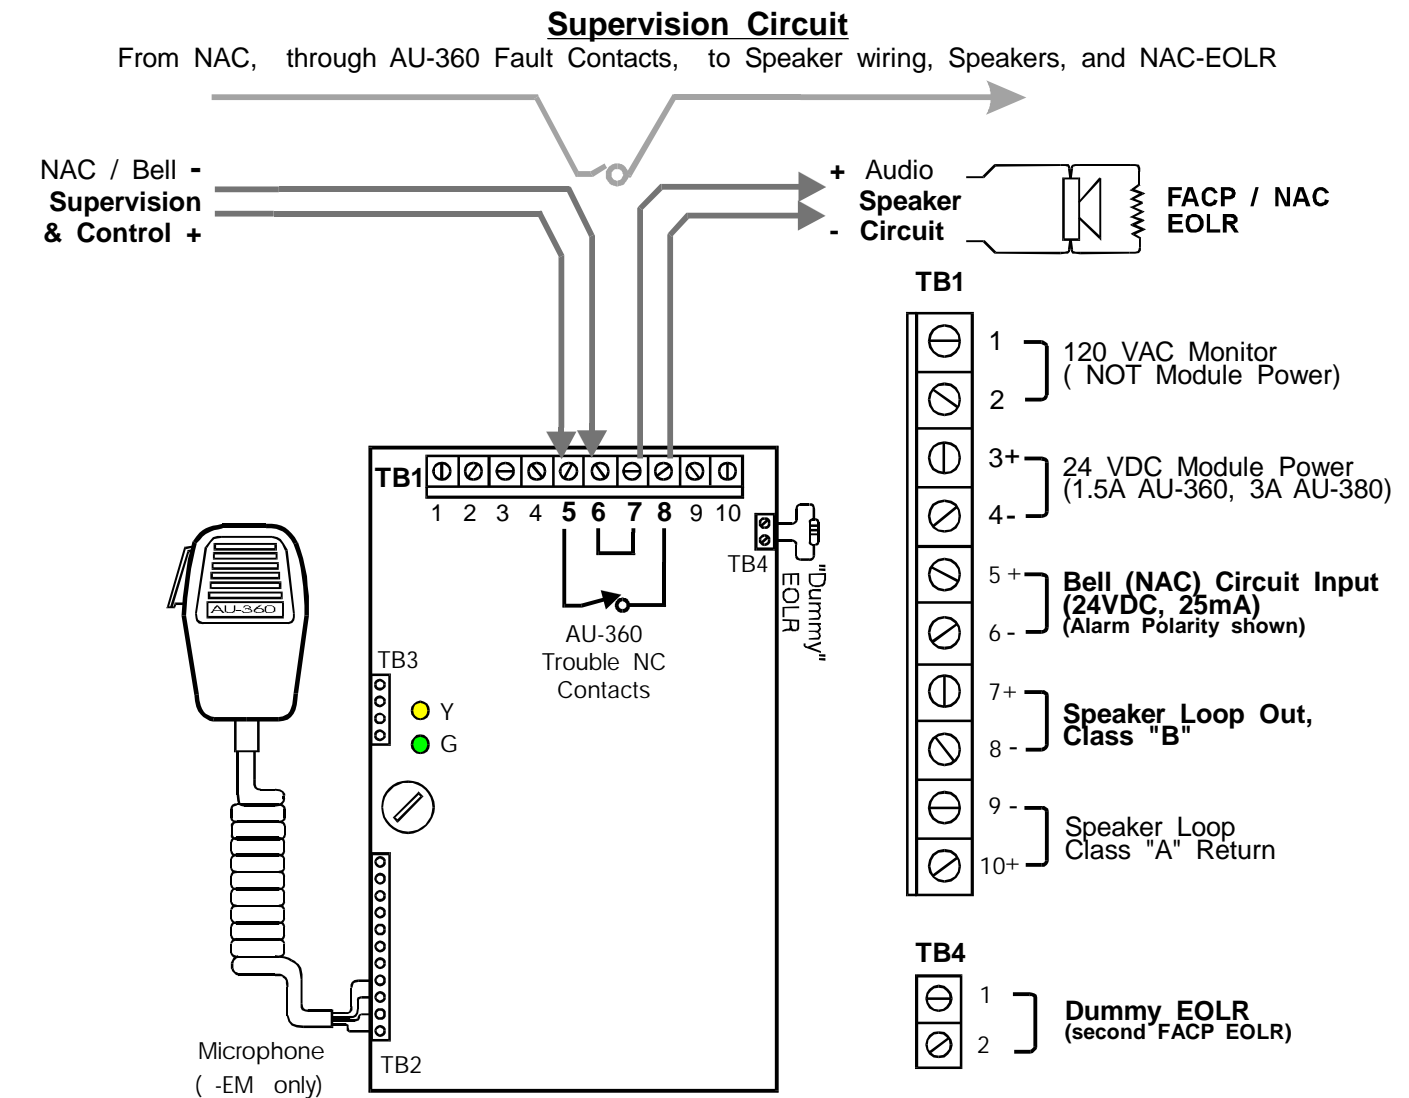 Supervision Circuit
From NAC, through AU-360 Fault Contacts, to Speaker wiring, Speakers, and NAC-EOLR
NAC / Bell -
Supervision
& Control +
+ Audio
Speaker
- Circuit
FACP / NAC
EOLR
TB1
1
2
3+
4-
5+
6-
7+
8-
9-
10+
120 VAC Monitor
( NOT Module Power)
24 VDC Module Power
(1.5A AU-360, 3A AU-380)
Bell (NAC) Circuit Input
(24VDC, 25mA)
(Alarm Polarity shown)
Speaker Loop Out,
Class "B"
Speaker Loop
Class "A" Return
TB1
1 2 3 4 5 6 7 8 9 10
TB4
"Dummy"
EOLR
AU-360
Trouble NC
Contacts
AU-360
TB3
Y
G
TB2
Microphone
( -EM only)
TB4
1
2
Dummy EOLR
(second FACP EOLR)